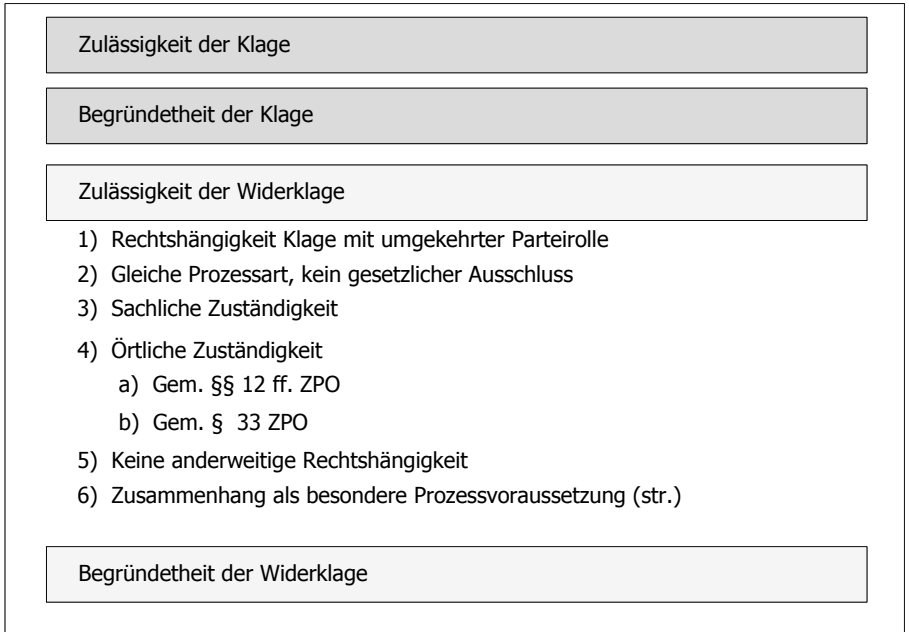 Zulässigkeit der Klage
Begründetheit der Klage
Zulässigkeit der Widerklage
1) Rechtshängigkeit Klage mit umgekehrter Parteirolle
2) Gleiche Prozessart, kein gesetzlicher Ausschluss
3) Sachliche Zuständigkeit
4) Örtliche Zuständigkeit
a) Gem. §§ 12 ff. ZPO
b) Gem. § 33 ZPO
5) Keine anderweitige Rechtshängigkeit
6) Zusammenhang als besondere Prozessvoraussetzung (str.)
Begründetheit der Widerklage